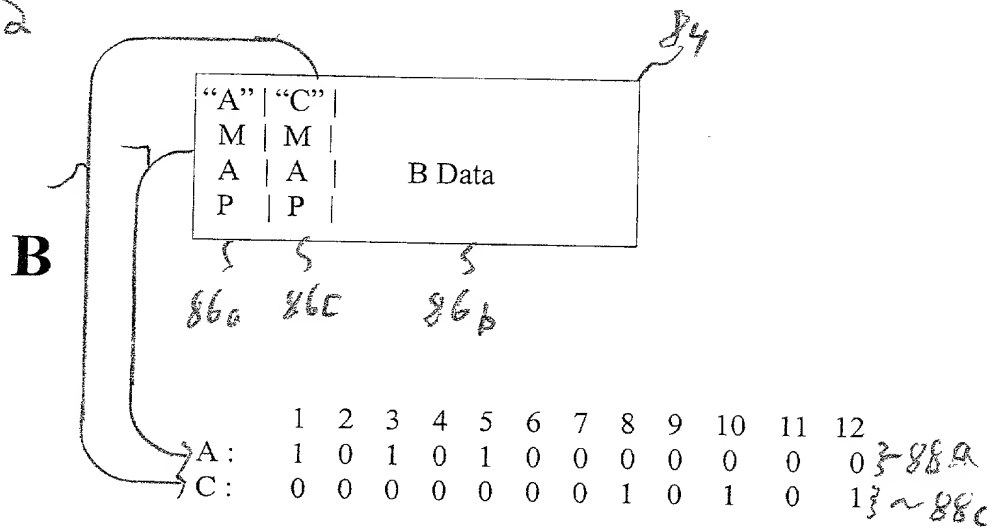 2
84
“A” | “C” |
M | M |
A | A | B Data
P | P |
B
86a 86c 86b
1 2 3 4 5 6 7 8 9 10 11 12
A : 1 0 1 0 1 0 0 0 0 0 0 0 }-88a
C : 0 0 0 0 0 0 0 1 0 1 0 1 }~88c